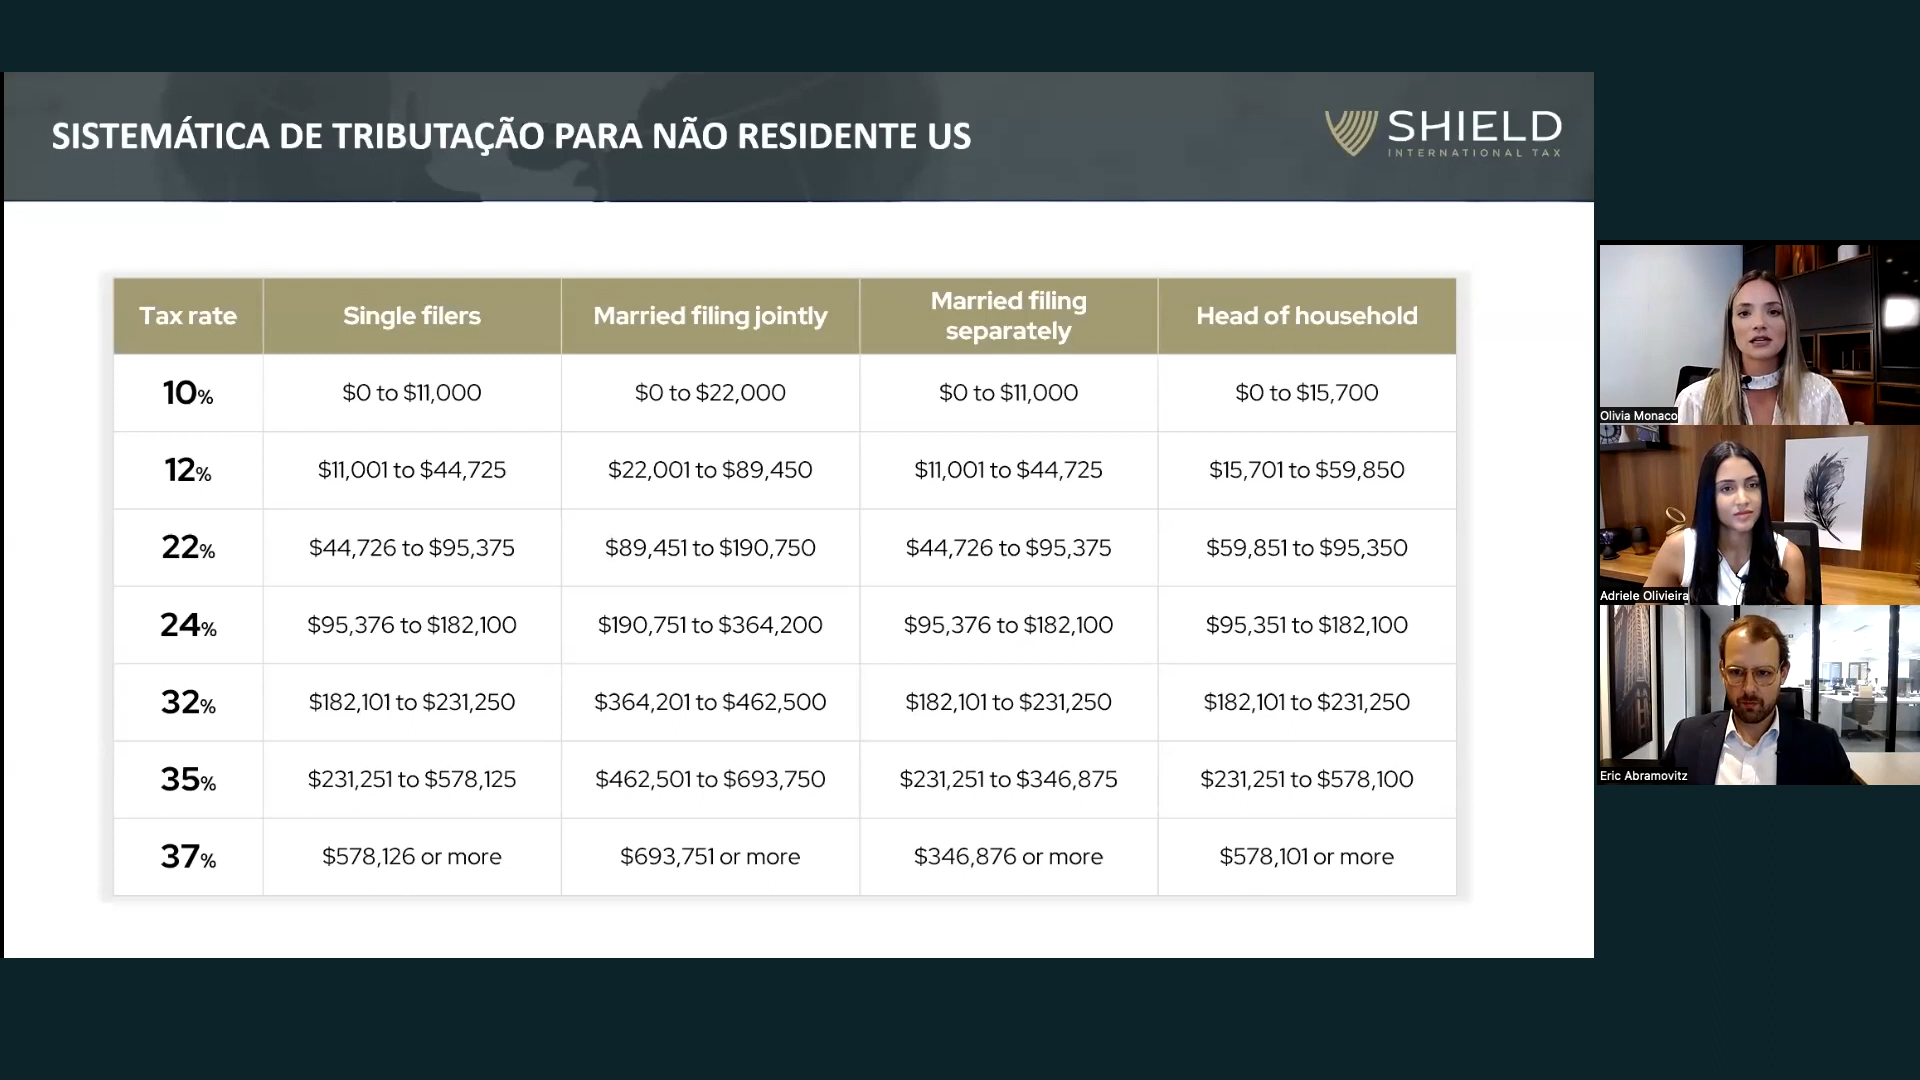 SISTEMÁTICA DE TRIBUTAÇÃO PARA NÃO RESIDENTE US
SHIELD
INTERNATIONAL TAX
Tax rate Single filers Married filing jointly Married filing separately Head of household
10% $0 to $11,000 $0 to $22,000 $0 to $11,000 $0 to $15,700
12% $11,001 to $44,725 $22,001 to $89,450 $11,001 to $44,725 $15,701 to $59,850
22% $44,726 to $95,375 $89,451 to $190,750 $44,726 to $95,375 $59,851 to $95,350
24% $95,376 to $182,100 $190,751 to $364,200 $95,376 to $182,100 $95,351 to $182,100
32% $182,101 to $231,250 $364,201 to $462,500 $182,101 to $231,250 $182,101 to $231,250
35% $231,251 to $578,125 $462,501 to $693,750 $231,251 to $346,875 $231,251 to $578,100
37% $578,126 or more $693,751 or more $346,876 or more $578,101 or more
Olivia Monaco
Adriele Olivieira
Eric Abramovitz